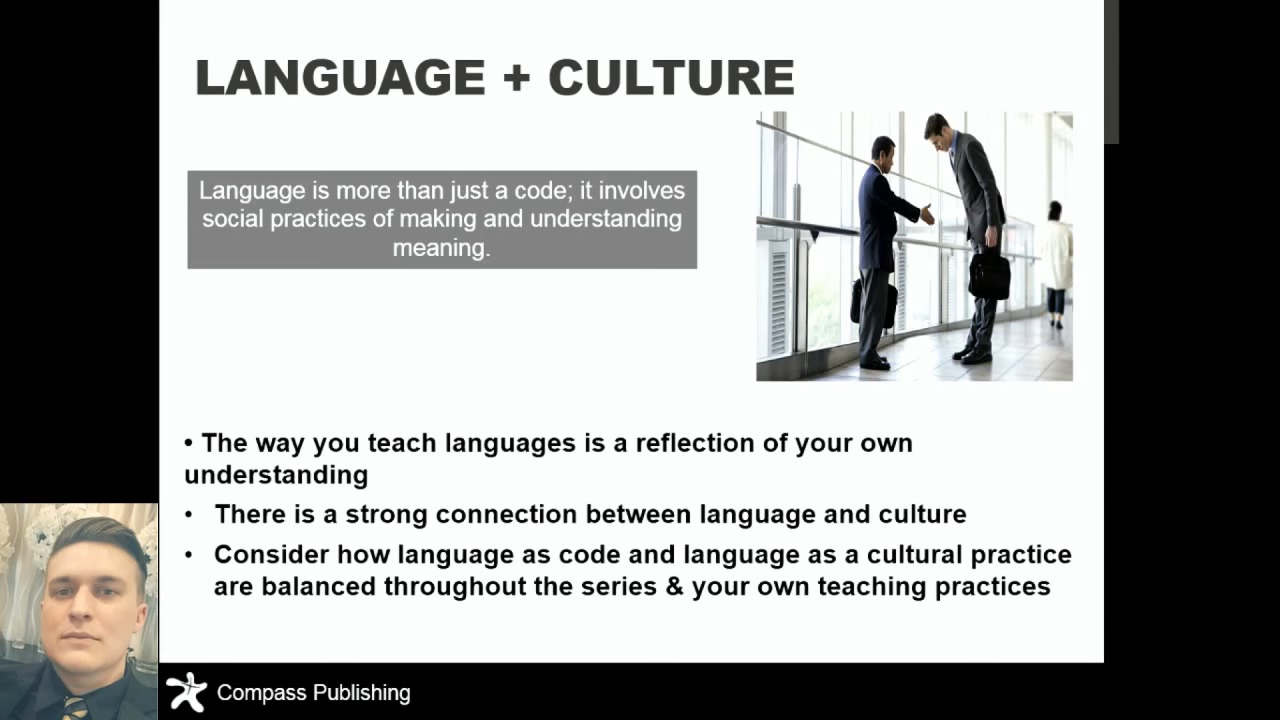 LANGUAGE + CULTURE
Language is more than just a code; it involves
social practices of making and understanding
meaning.
• The way you teach languages is a reflection of your own
understanding
• There is a strong connection between language and culture
• Consider how language as code and language as a cultural practice
are balanced throughout the series & your own teaching practices
Compass Publishing